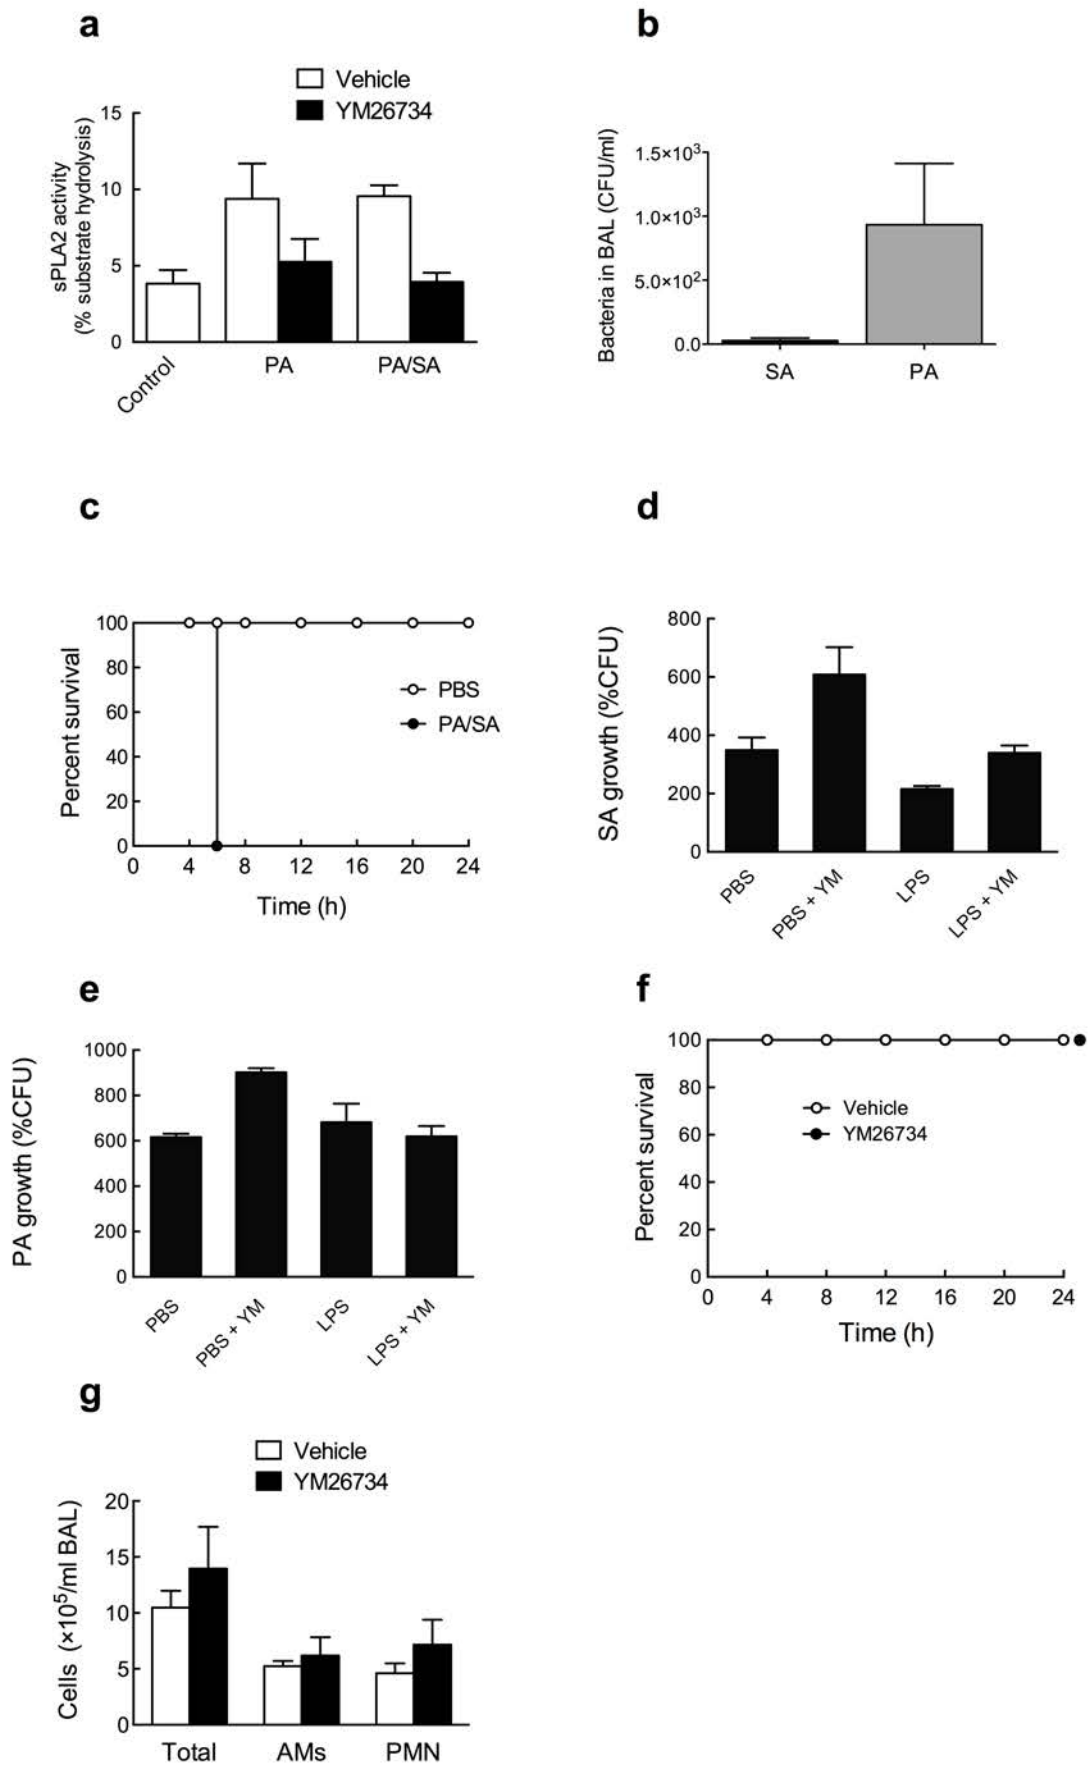 a
Vehicle
YM26734
sPLA2 activity
(% substrate hydrolysis)
15
10
5
0
Control
PA
PA/SA
b
Bacteria in BAL (CFU/ml)
1.5×10³
1.0×10³
5.0×10²
0.0
SA
PA
c
Percent survival
100
80
60
40
20
0
PBS
PA/SA
0 4 8 12 16 20 24
Time (h)
d
SA growth (%CFU)
800
600
400
200
0
PBS
PBS + YM
LPS
LPS + YM
e
PA growth (%CFU)
1000
800
600
400
200
0
PBS
PBS + YM
LPS
LPS + YM
f
Percent survival
100
80
60
40
20
0
Vehicle
YM26734
0 4 8 12 16 20 24
Time (h)
g
Vehicle
YM26734
Cells (×10⁵/ml BAL)
20
15
10
5
0
Total
AMs
PMN